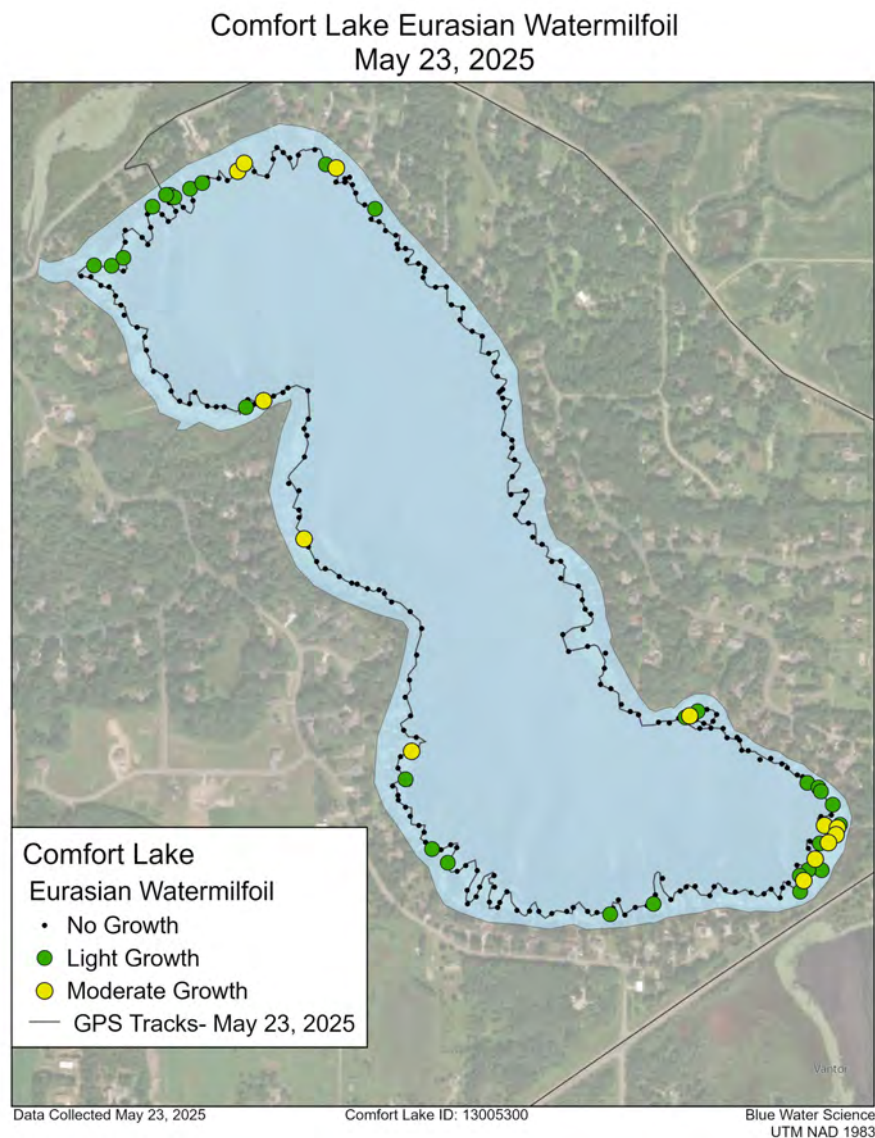 Comfort Lake Eurasian Watermilfoil
May 23, 2025
Comfort Lake
Eurasian Watermilfoil
No Growth
Light Growth
Moderate Growth
GPS Tracks- May 23, 2025
Vantor
Data Collected May 23, 2025
Comfort Lake ID: 13005300
Blue Water Science
UTM NAD 1983